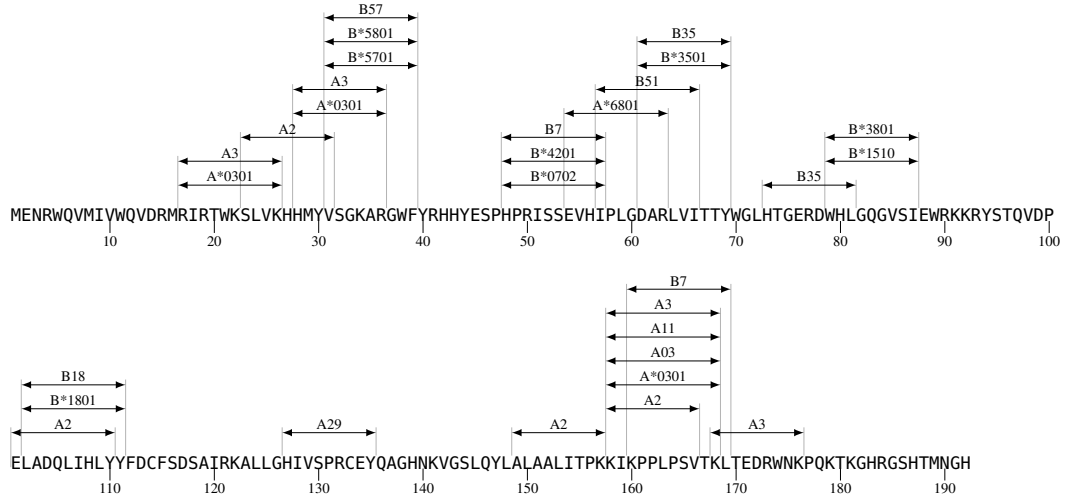 B57
B*5801 B35
B*5701 B*3501
A3 B51
A*0301 A*6801
A2 B7 B*3801
A3 B*4201 B*1510
A*0301 B*0702 B35
MENRWQVMIVWQVDRMRIRTWKSLVKHHMYVSGKARGWFYRHHYESPHPRISSEVHIPLGDARLVITTYWGLHTGERDWHLGQGVSIEWRKKRYSTQVDP
10 20 30 40 50 60 70 80 90 100
B7
A3
A11
A03
B18 A*0301
B*1801 A2
A2 A29 A2 A3
ELADQLIHLYYFDCFSDSAIRKALLGHIVSPRCEYQAGHNKVGSLQYLALAALITPKKIKPPLPSVTKLTEDRWNKPQKTKGHRGSHTMNGH
110 120 130 140 150 160 170 180 190